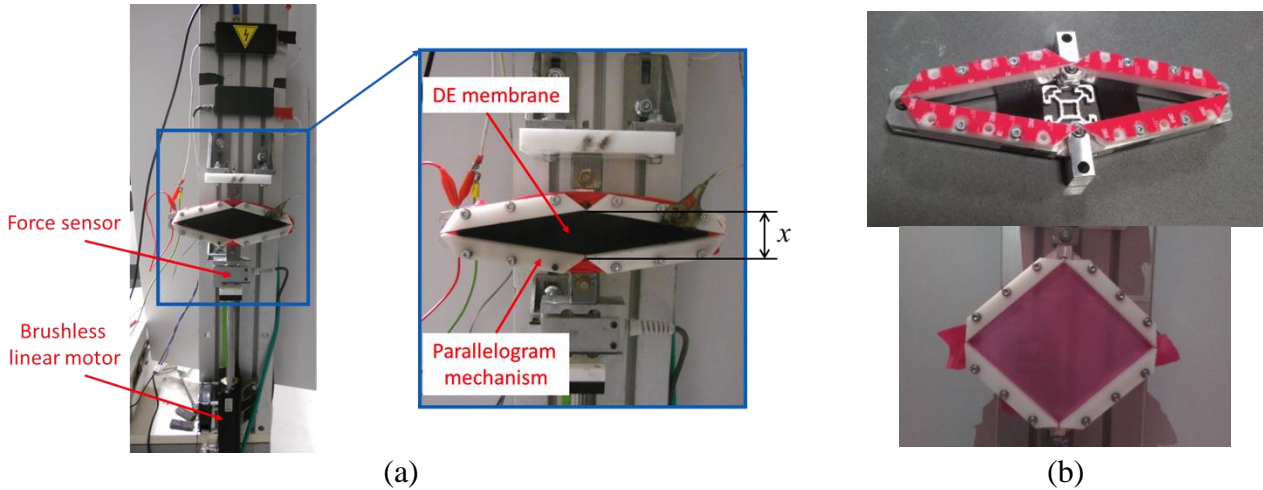 DE membrane
Force sensor
x
Brushless
linear motor
Parallelogram
mechanism
(a)
(b)